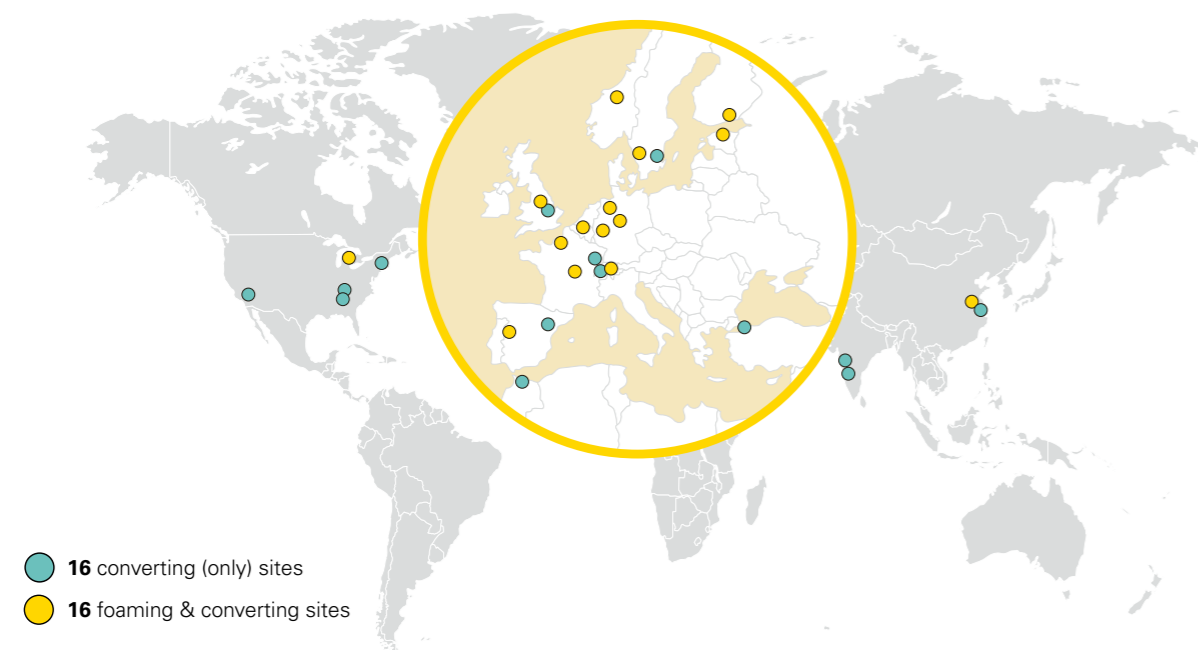 16 converting (only) sites
16 foaming & converting sites